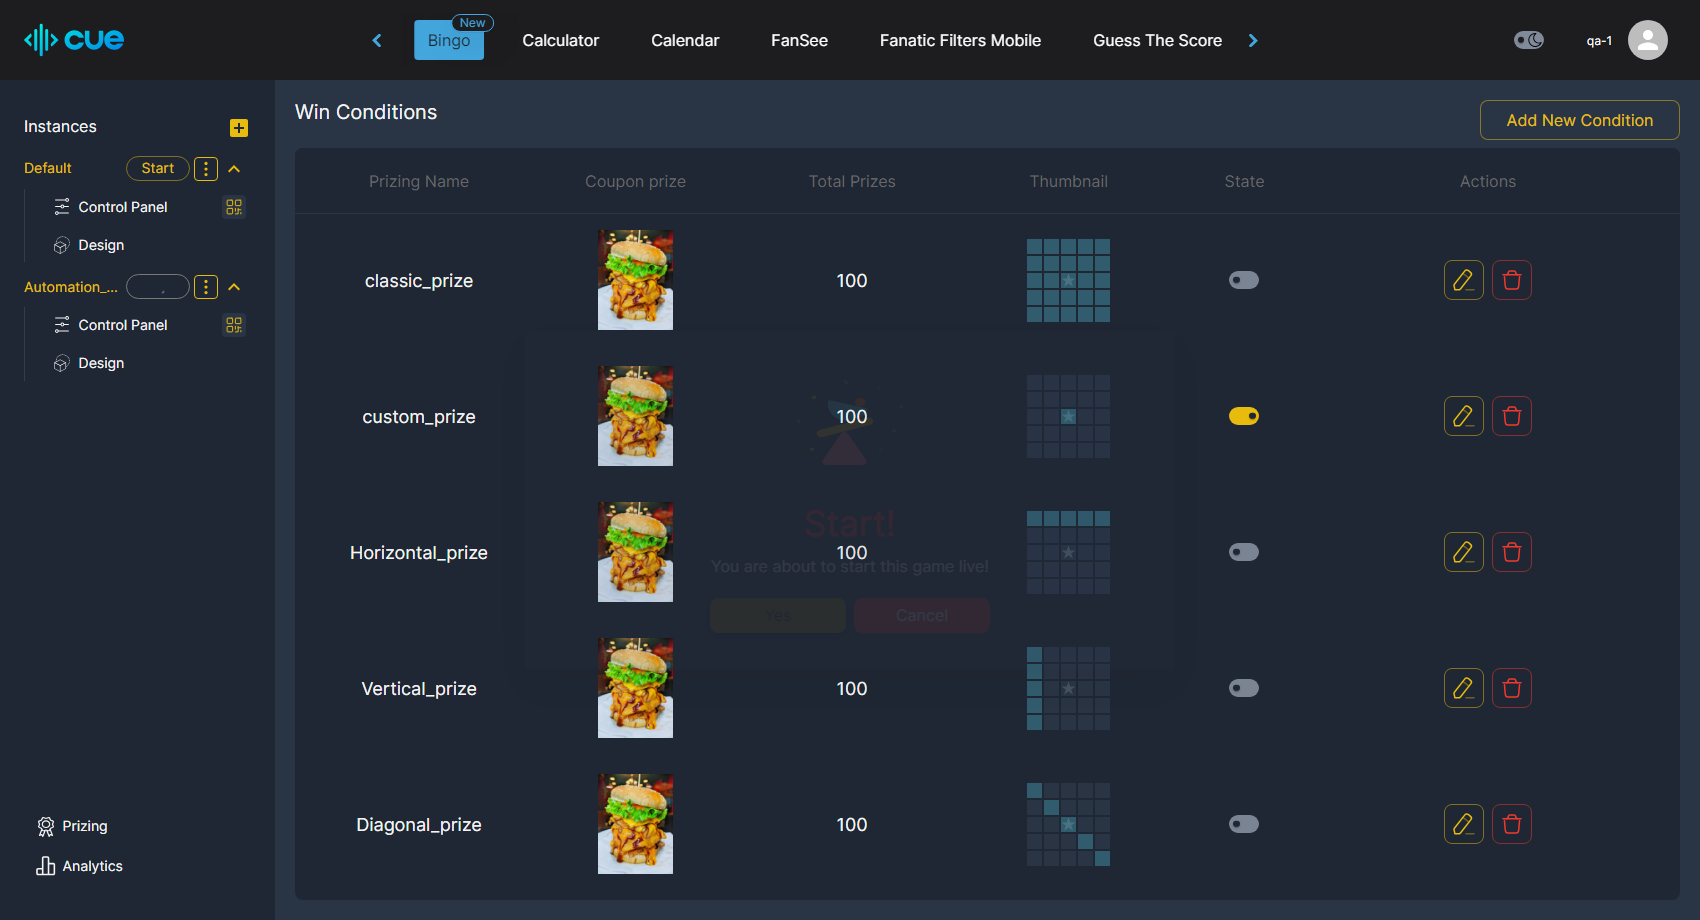 cue
New
Bingo
Calculator
Calendar
FanSee
Fanatic Filters Mobile
Guess The Score
qa-1
Instances
Default
Start
Control Panel
Design
Automation_...
Control Panel
Design
Prizing
Analytics
Win Conditions
Add New Condition
Prizing Name
Coupon prize
Total Prizes
Thumbnail
State
Actions
classic_prize
100
custom_prize
100
Horizontal_prize
100
Vertical_prize
100
Diagonal_prize
100
Start!
You are about to start this game live!
Yes
Cancel